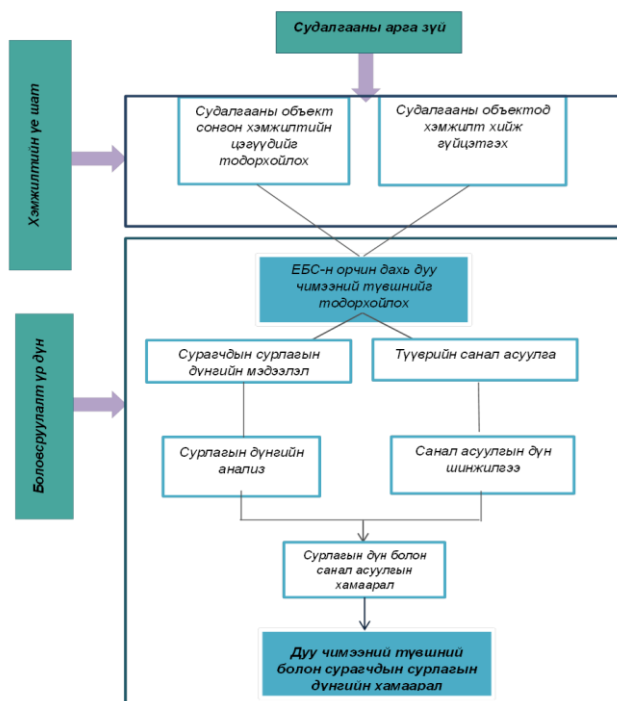 Судалгааны арга зүй
Хэмжилтийн үе шат
Судалгааны объект
сонгон хэмжилтийн
цэгүүдийг
тодорхойлох
Судалгааны объектод
хэмжилт хийж
гүйцэтгэх
Боловсруулалт үр дүн
ЕБС-н орчин дахь дуу
чимээний түвшнийг
тодорхойлох
Сурагчдын сурлагын
дүнгийн мэдээлэл
Түүврийн санал асуулга
Сурлагын дүнгийн
анализ
Санал асуулгын дүн
шинжилгээ
Сурлагын дүн болон
санал асуулгын
хамаарал
Дуу чимээний түвшний
болон сурагчдын сурлагын
дүнгийн хамаарал